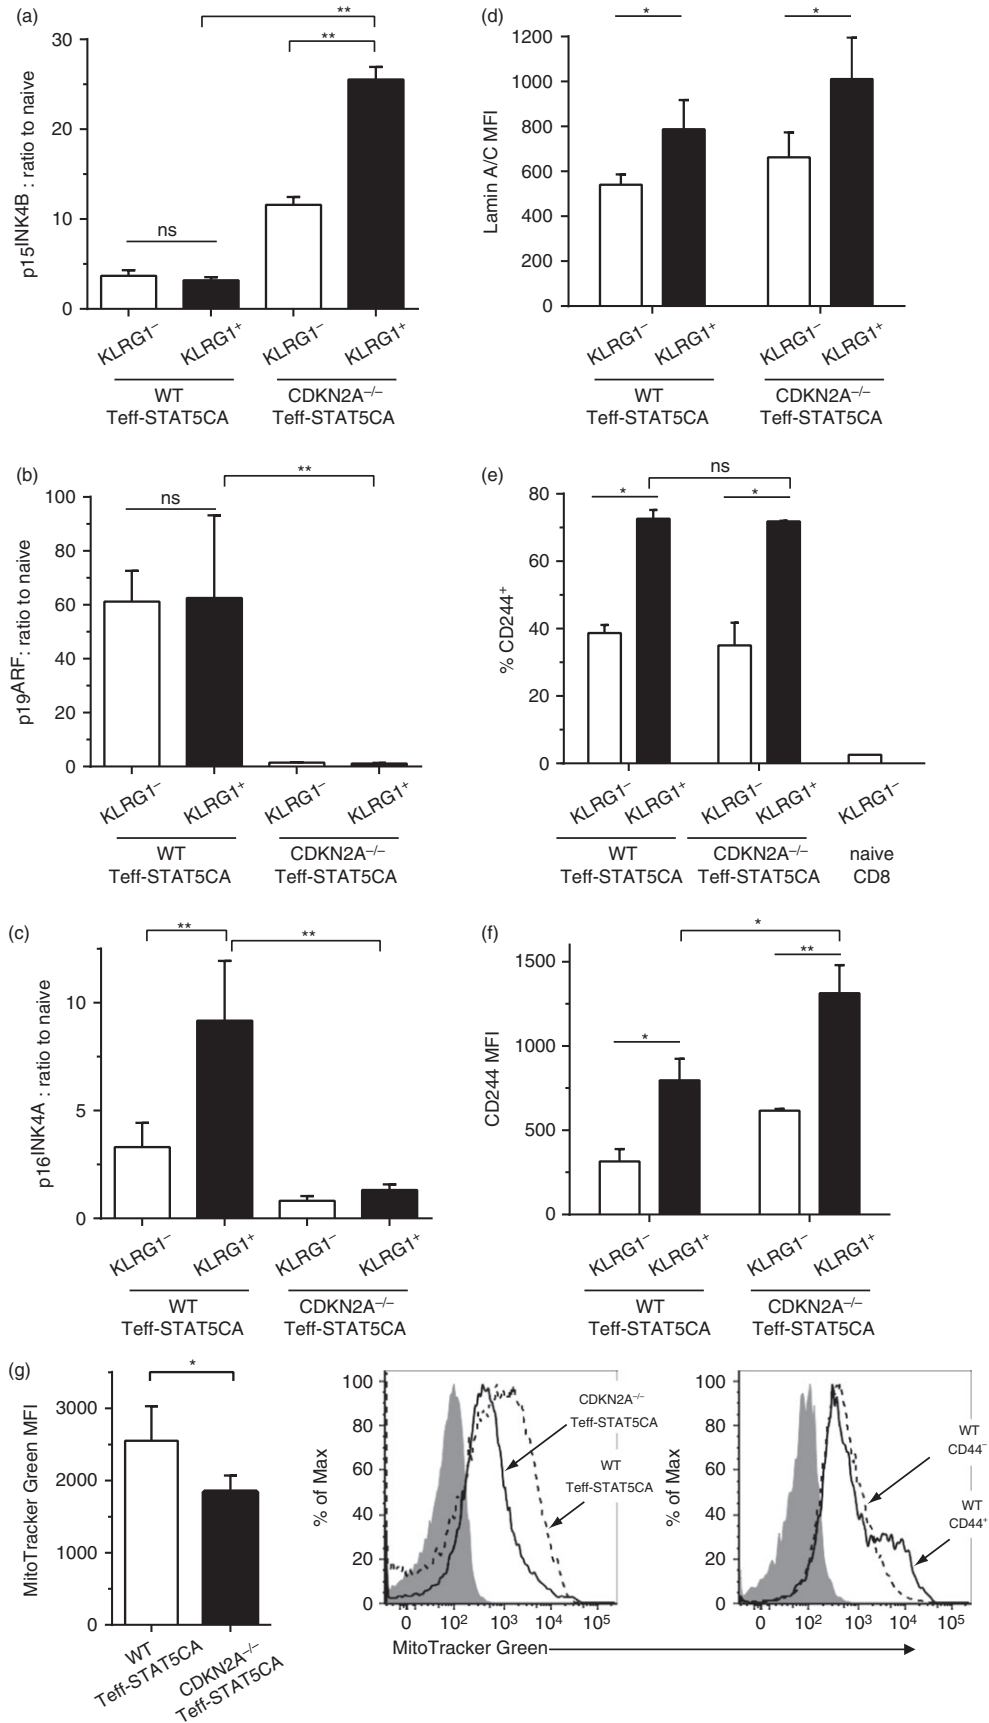 (a)
**
**
30
20
10
0
p15INK4B : ratio to naive
ns
KLRG1–
KLRG1+
KLRG1–
KLRG1+
WT
Teff-STAT5CA
CDKN2A–/–
Teff-STAT5CA
(d)
*
*
1200
1000
800
600
400
200
0
Lamin A/C MFI
KLRG1–
KLRG1+
KLRG1–
KLRG1+
WT
Teff-STAT5CA
CDKN2A–/–
Teff-STAT5CA
(b)
**
ns
100
80
60
40
20
0
p19ARF: ratio to naive
KLRG1–
KLRG1+
KLRG1–
KLRG1+
WT
Teff-STAT5CA
CDKN2A–/–
Teff-STAT5CA
(e)
ns
*
*
80
60
40
20
0
% CD244+
KLRG1–
KLRG1+
KLRG1–
KLRG1+
KLRG1–
WT
Teff-STAT5CA
CDKN2A–/–
Teff-STAT5CA
naive
CD8
(c)
**
**
10
5
0
p16INK4A : ratio to naive
KLRG1–
KLRG1+
KLRG1–
KLRG1+
WT
Teff-STAT5CA
CDKN2A–/–
Teff-STAT5CA
(f)
*
**
*
1500
1000
500
0
CD244 MFI
KLRG1–
KLRG1+
KLRG1–
KLRG1+
WT
Teff-STAT5CA
CDKN2A–/–
Teff-STAT5CA
(g)
*
3000
2000
1000
0
MitoTracker Green MFI
WT
Teff-STAT5CA
CDKN2A–/–
Teff-STAT5CA
100
80
60
40
20
0
% of Max
CDKN2A–/–
Teff-STAT5CA
WT
Teff-STAT5CA
0 10² 10³ 10⁴ 10⁵
MitoTracker Green
100
80
60
40
20
0
% of Max
WT
CD44–
WT
CD44+
0 10² 10³ 10⁴ 10⁵